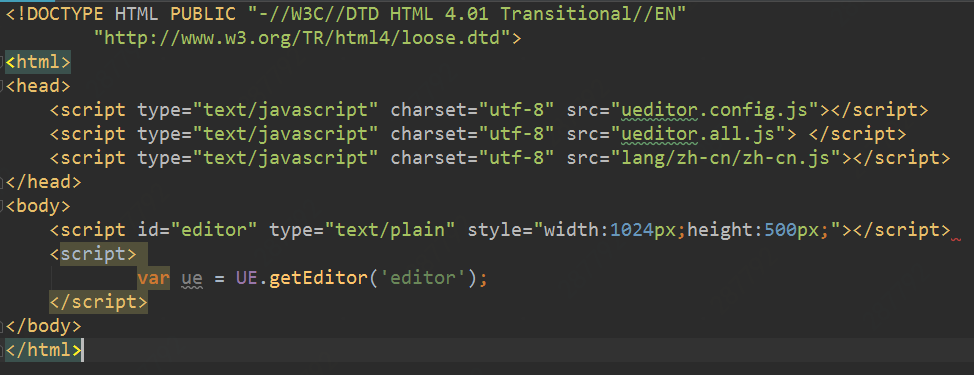 <!DOCTYPE HTML PUBLIC "-//W3C//DTD HTML 4.01 Transitional//EN"
"http://www.w3.org/TR/html4/loose.dtd">
<html>
<head>
<script type="text/javascript" charset="utf-8" src="ueditor.config.js"></script>
<script type="text/javascript" charset="utf-8" src="ueditor.all.js"> </script>
<script type="text/javascript" charset="utf-8" src="lang/zh-cn/zh-cn.js"></script>
</head>
<body>
<script id="editor" type="text/plain" style="width:1024px;height:500px;"></script>
<script>
var ue = UE.getEditor('editor');
</script>
</body>
</html>